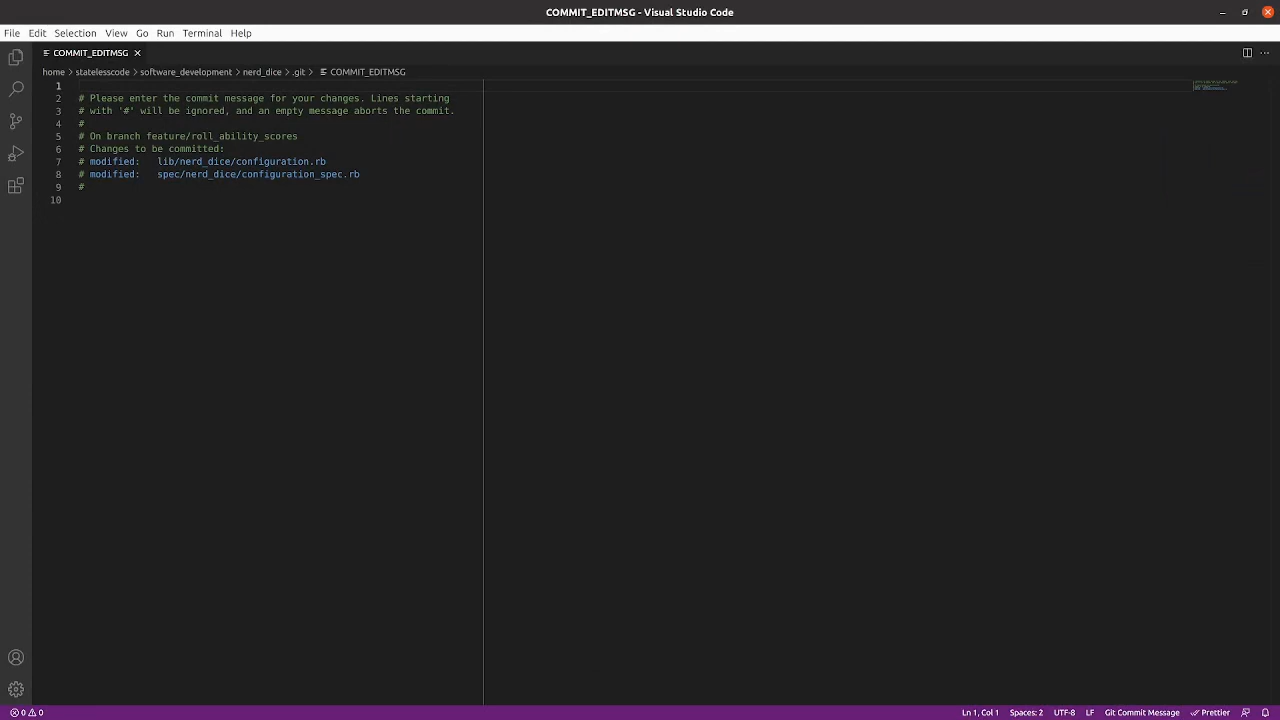 COMMIT_EDITMSG - Visual Studio Code
File Edit Selection View Go Run Terminal Help
COMMIT_EDITMSG
home > statelesscode > software_development > nerd_dice > .git > COMMIT_EDITMSG
1
2 # Please enter the commit message for your changes. Lines starting
3 # with '#' will be ignored, and an empty message aborts the commit.
4 #
5 # On branch feature/roll_ability_scores
6 # Changes to be committed:
7 # modified:   lib/nerd_dice/configuration.rb
8 # modified:   spec/nerd_dice/configuration_spec.rb
9 #
10
0 0 Ln 1, Col 1 Spaces: 2 UTF-8 LF Git Commit Message Prettier